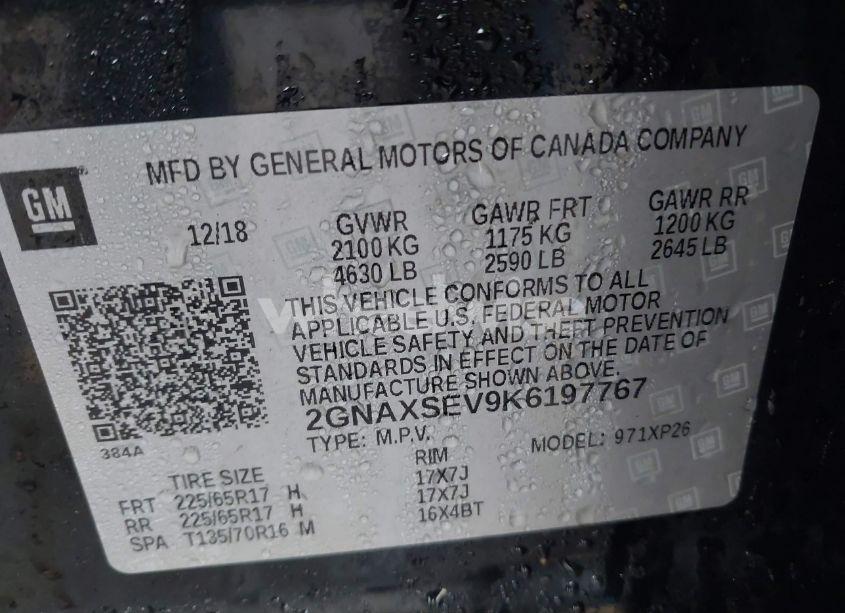 MFD BY GENERAL MOTORS OF CANADA COMPANY
GM
12/18
GVWR
2100 KG
4630 LB
GAWR FRT
1175 KG
2590 LB
GAWR RR
1200 KG
2645 LB
THIS VEHICLE CONFORMS TO ALL
APPLICABLE U.S. FEDERAL MOTOR
VEHICLE SAFETY AND THEFT PREVENTION
STANDARDS IN EFFECT ON THE DATE OF
MANUFACTURE SHOWN ABOVE.
2GNAXSEV9K6197767
TYPE: M.P.V. MODEL: 971XP26
384A
TIRE SIZE RIM
FRT 225/65R17 H 17X7J
RR 225/65R17 H 17X7J
SPA T135/70R16 M 16X4BT